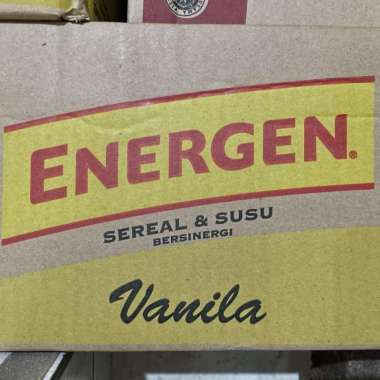 ENERGEN®
SEREAL & SUSU
BERSINERGI
Vanila